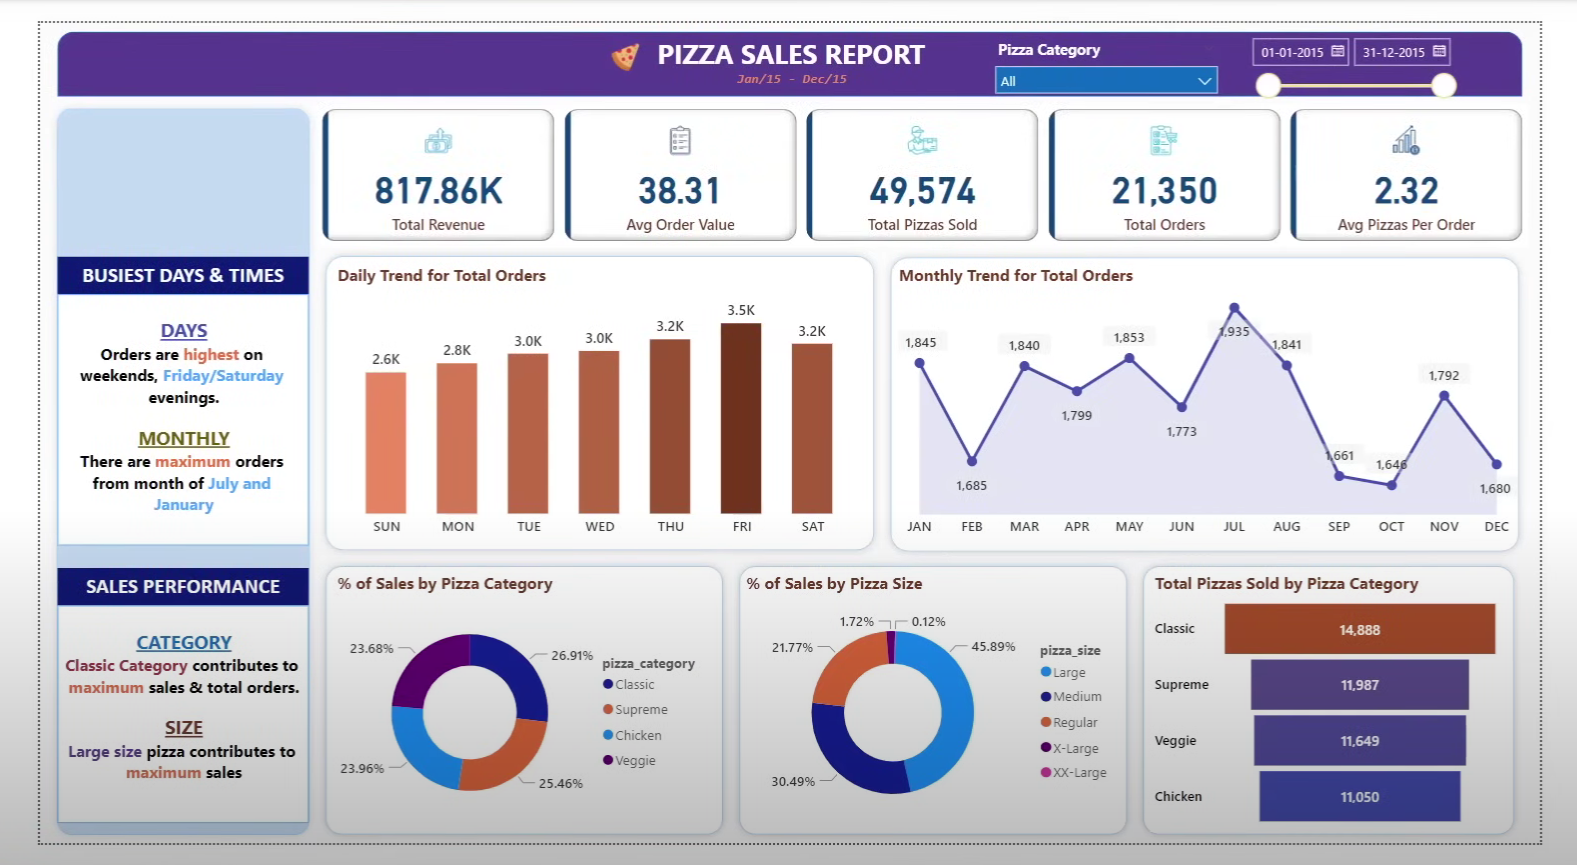 PIZZA SALES REPORT
Jan/15 - Dec/15
Pizza Category
All
01-01-2015
31-12-2015
817.86K
Total Revenue
38.31
Avg Order Value
49,574
Total Pizzas Sold
21,350
Total Orders
2.32
Avg Pizzas Per Order
BUSIEST DAYS & TIMES
DAYS
Orders are highest on
weekends, Friday/Saturday
evenings.
MONTHLY
There are maximum orders
from month of July and
January
SALES PERFORMANCE
CATEGORY
Classic Category contributes to
maximum sales & total orders.
SIZE
Large size pizza contributes to
maximum sales
Daily Trend for Total Orders
2.6K
2.8K
3.0K
3.0K
3.2K
3.5K
3.2K
SUN MON TUE WED THU FRI SAT
Monthly Trend for Total Orders
1,845
1,685
1,840
1,799
1,853
1,773
1,935
1,841
1,661
1,646
1,792
1,680
JAN FEB MAR APR MAY JUN JUL AUG SEP OCT NOV DEC
% of Sales by Pizza Category
23.68%
26.91%
23.96%
25.46%
pizza_category
Classic
Supreme
Chicken
Veggie
% of Sales by Pizza Size
1.72%
0.12%
21.77%
45.89%
30.49%
pizza_size
Large
Medium
Regular
X-Large
XX-Large
Total Pizzas Sold by Pizza Category
Classic 14,888
Supreme 11,987
Veggie 11,649
Chicken 11,050